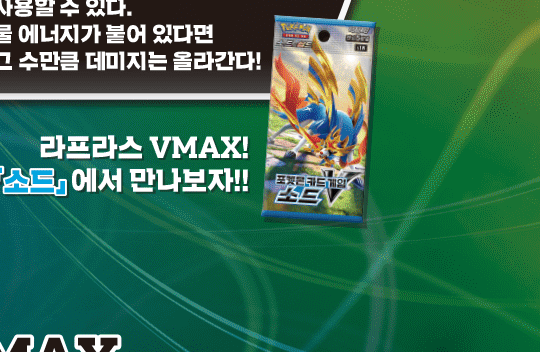 사용할 수 있다.
물 에너지가 붙어 있다면
그 수만큼 데미지는 올라간다!
라프라스 VMAX!
「소드」에서 만나보자!!
포켓몬 카드 게임
소드 V
MAX